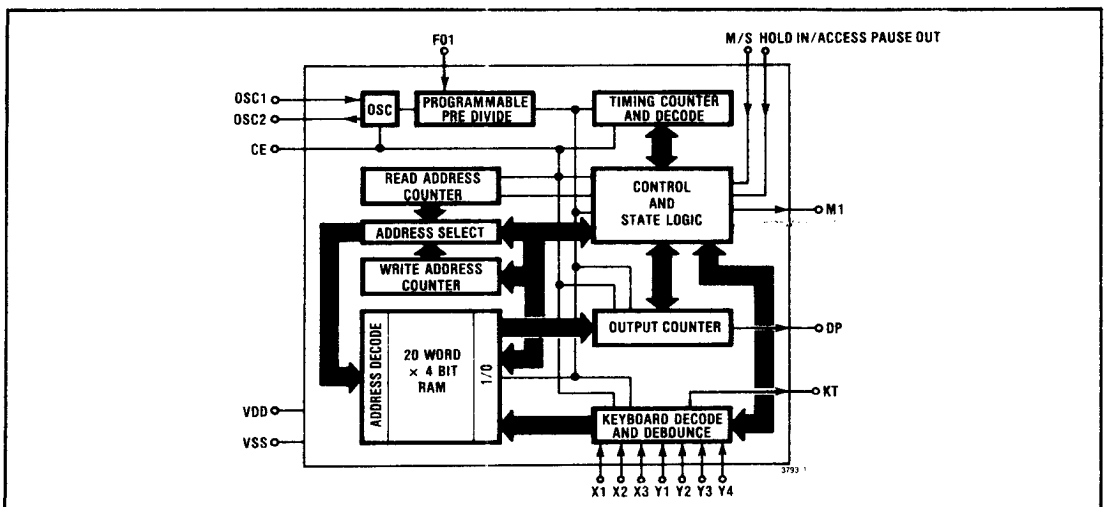 F01
M/S HOLD IN/ACCESS PAUSE OUT
OSC1
OSC2
CE
OSC
PROGRAMMABLE
PRE DIVIDE
TIMING COUNTER
AND DECODE
READ ADDRESS
COUNTER
ADDRESS SELECT
WRITE ADDRESS
COUNTER
CONTROL
AND
STATE LOGIC
M1
ADDRESS DECODE
20 WORD
× 4 BIT
RAM
I/O
OUTPUT COUNTER
DP
KT
VDD
VSS
KEYBOARD DECODE
AND DEBOUNCE
X1 X2 X3 Y1 Y2 Y3 Y4
3793 1